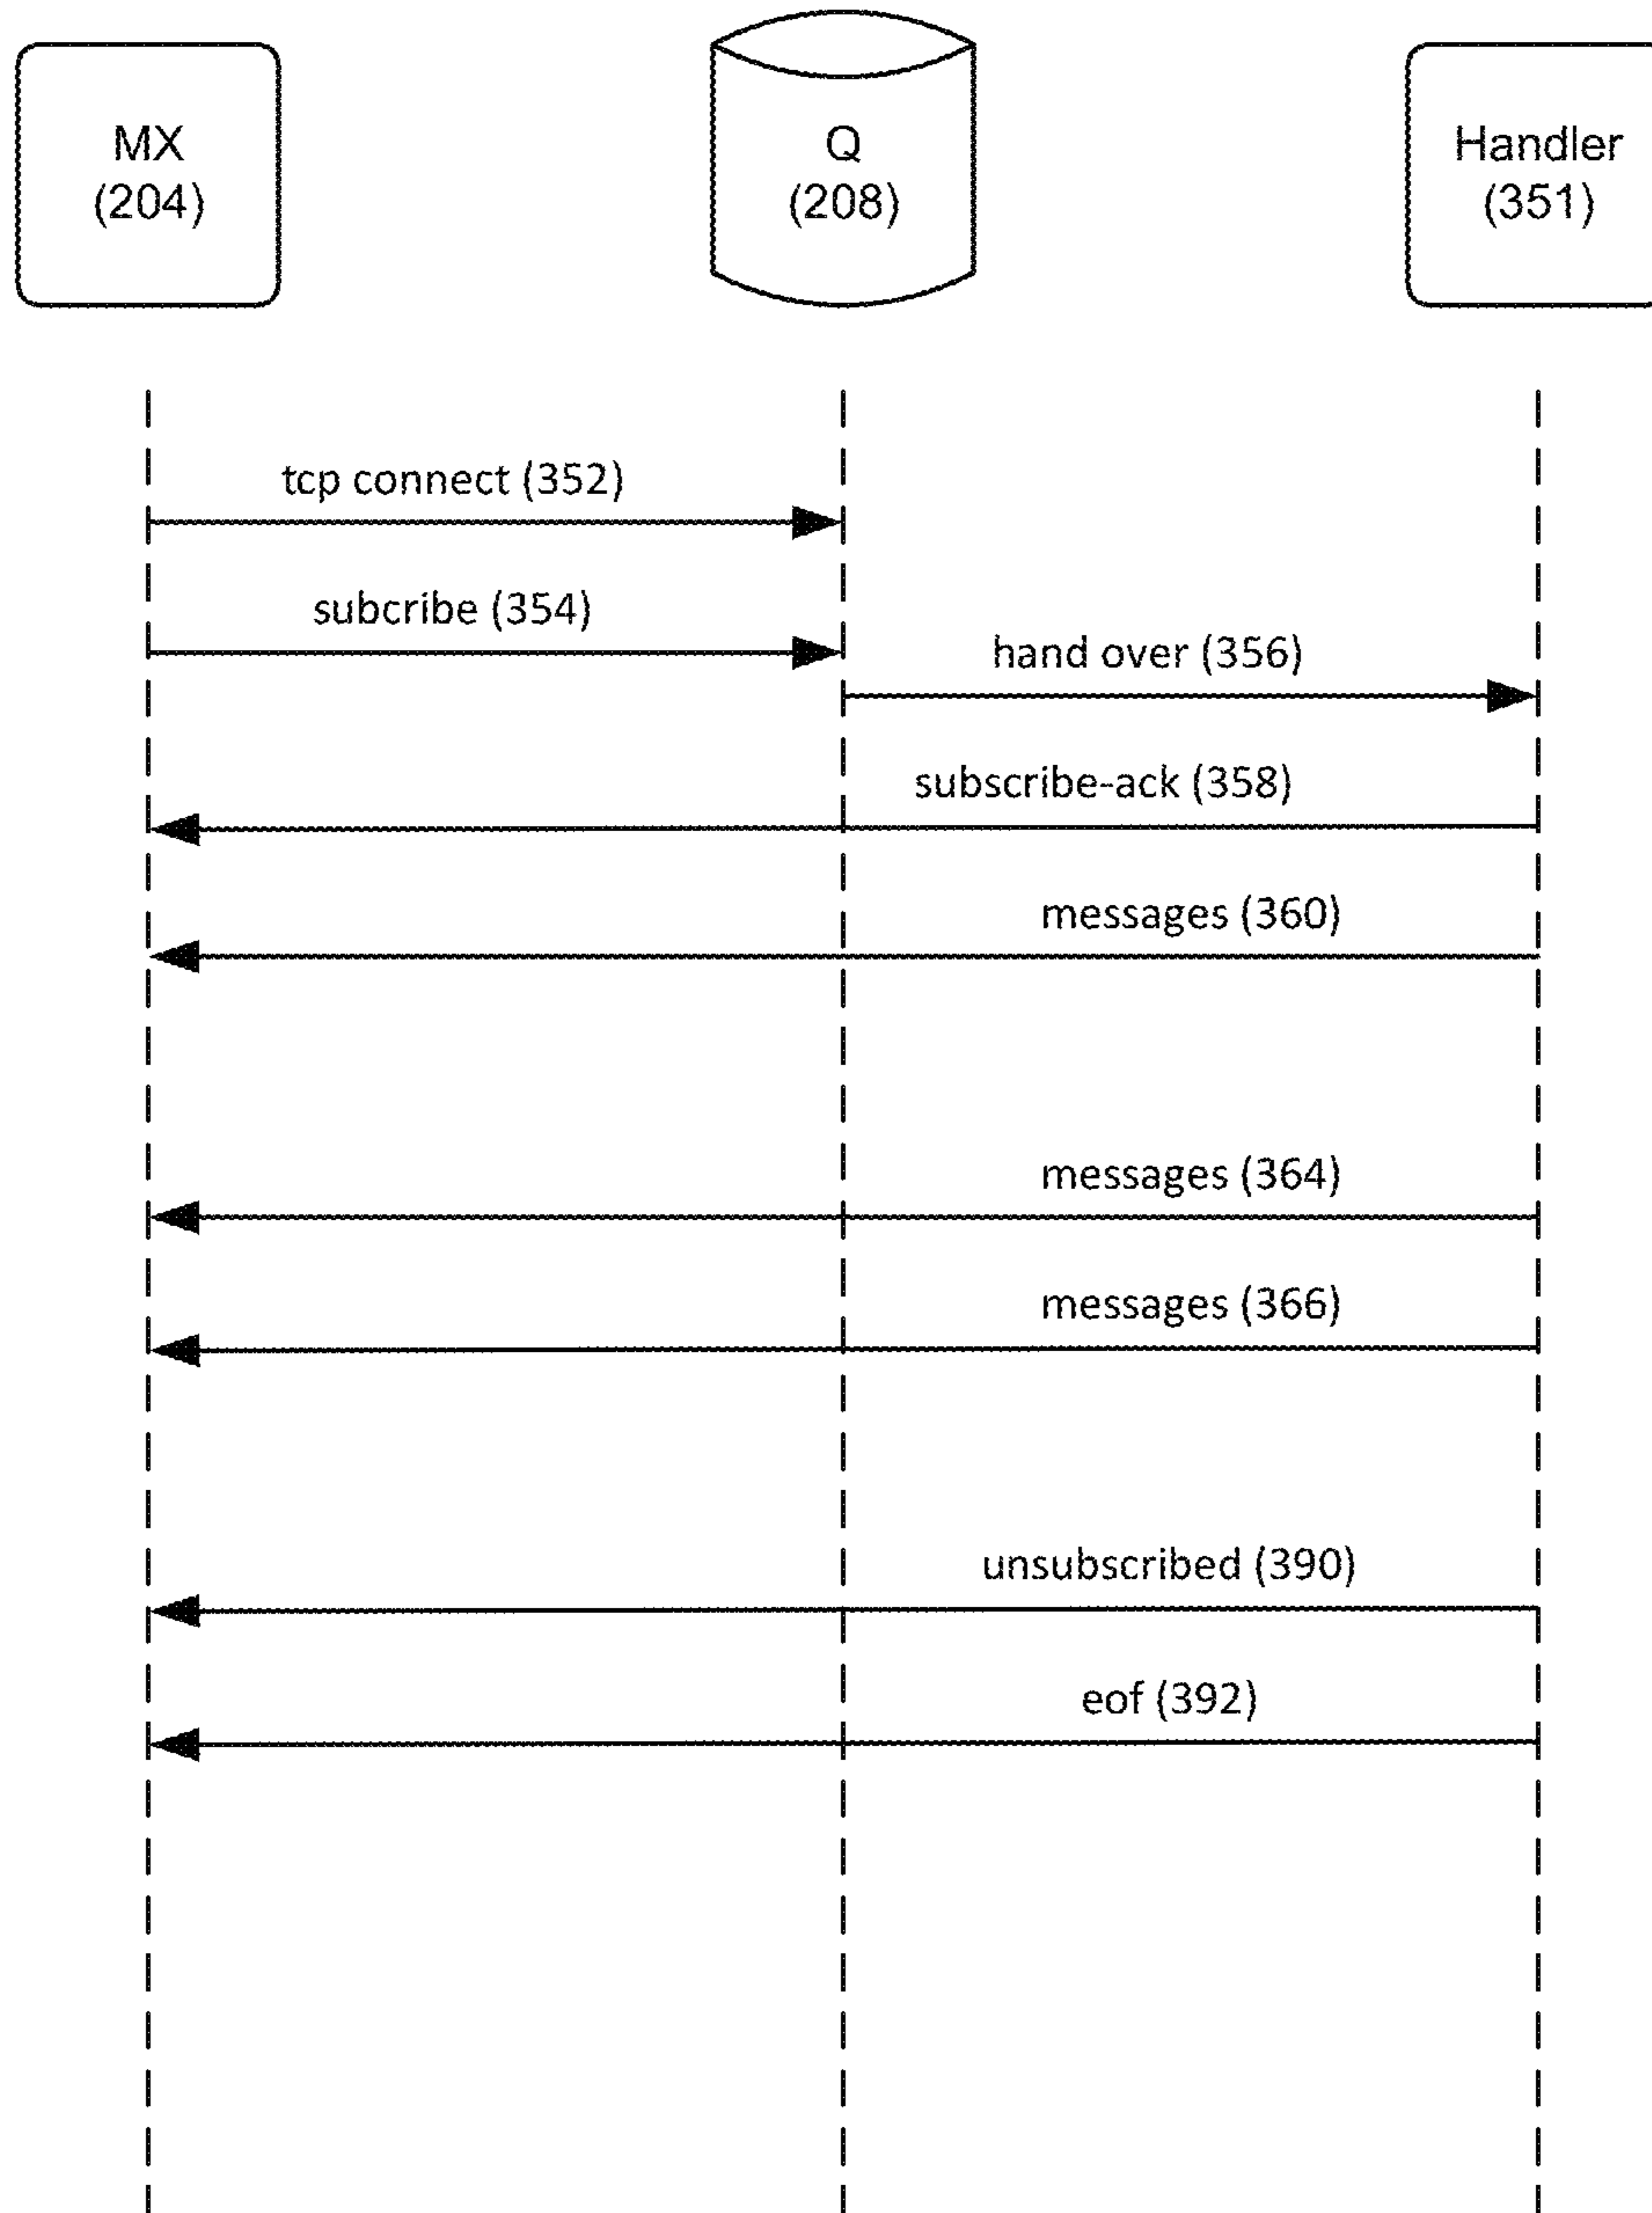 MX
(204)
Q
(208)
Handler
(351)
tcp connect (352)
subcribe (354)
hand over (356)
subscribe-ack (358)
messages (360)
messages (364)
messages (366)
unsubscribed (390)
eof (392)